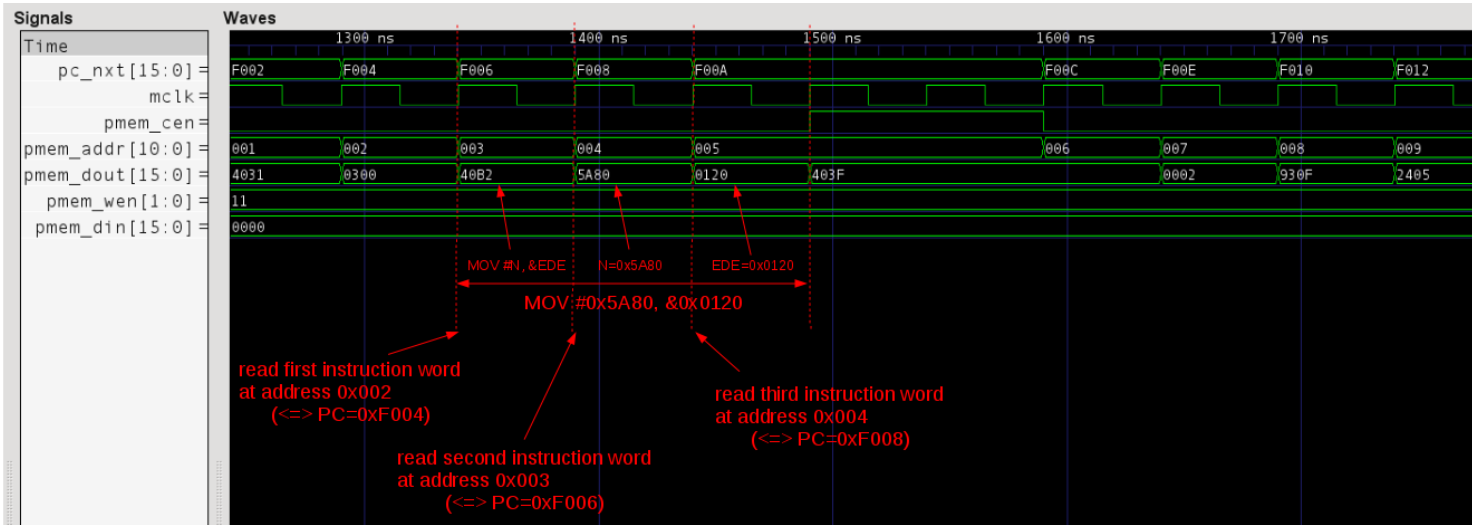 Signals
Waves
Time
1300 ns 1400 ns 1500 ns 1600 ns 1700 ns
pc_nxt[15:0] = F002 F004 F006 F008 F00A F00C F00E F010 F012
mclk =
pmem_cen =
pmem_addr[10:0] = 001 002 003 004 005 006 007 008 009
pmem_dout[15:0] = 4031 0300 40B2 5A80 0120 403F 0002 930F 2405
pmem_wen[1:0] = 11
pmem_din[15:0] = 0000
MOV #N, &EDE N=0x5A80 EDE=0x0120
MOV #0x5A80, &0x0120
read first instruction word
at address 0x002
(<=> PC=0xF004)
read second instruction word
at address 0x003
(<=> PC=0xF006)
read third instruction word
at address 0x004
(<=> PC=0xF008)